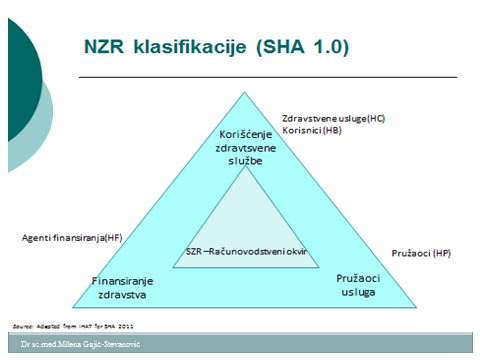 NZR klasifikacije (SHA 1.0)
Zdravstvene usluge(HC)
Korisnici (HB)
Korišćenje
zdravtsvene
službe
Agenti finansiranja(HF)
SZR –Računovodstveni okvir
Pružaoci (HP)
Finansiranje
zdravstva
Pružaoci
usluga
Source: Adapted from IHAT for SHA 2011
Dr sc.med.Milena Gajić-Stevanović